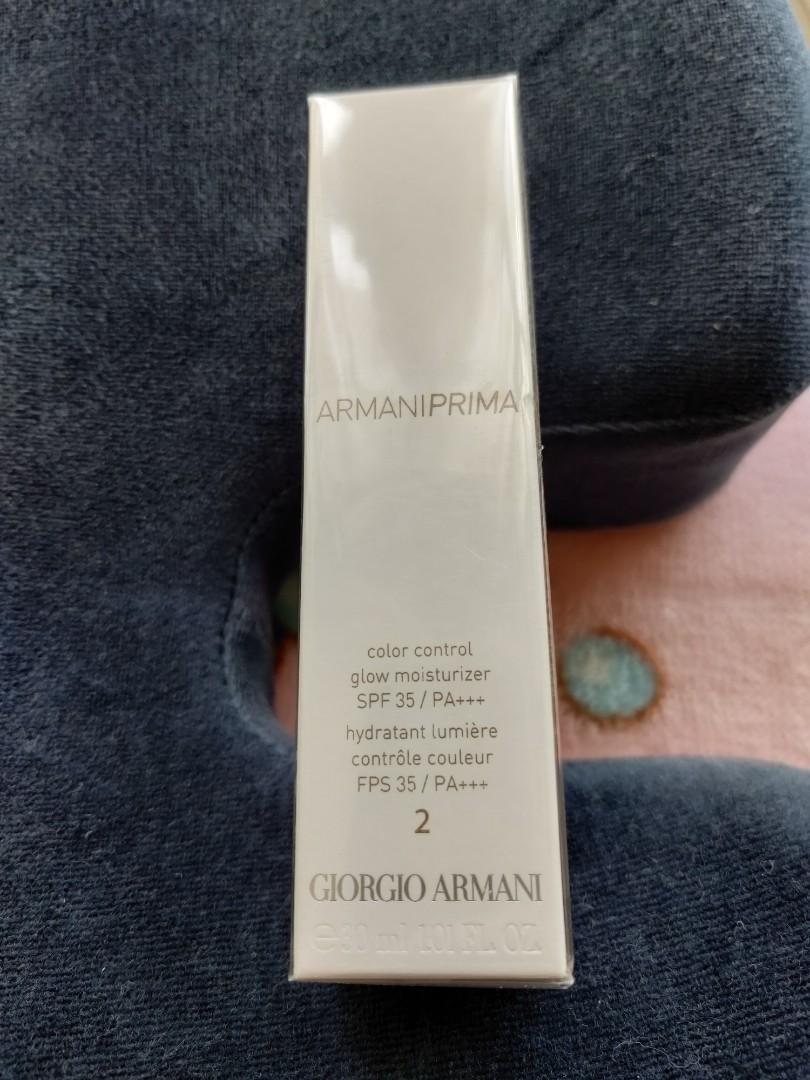 ARMANIPRIMA
color control
glow moisturizer
SPF 35 / PA+++
hydratant lumière
contrôle couleur
FPS 35 / PA+++
2
GIORGIO ARMANI
℮ 30 ml 1.01 FL. OZ.